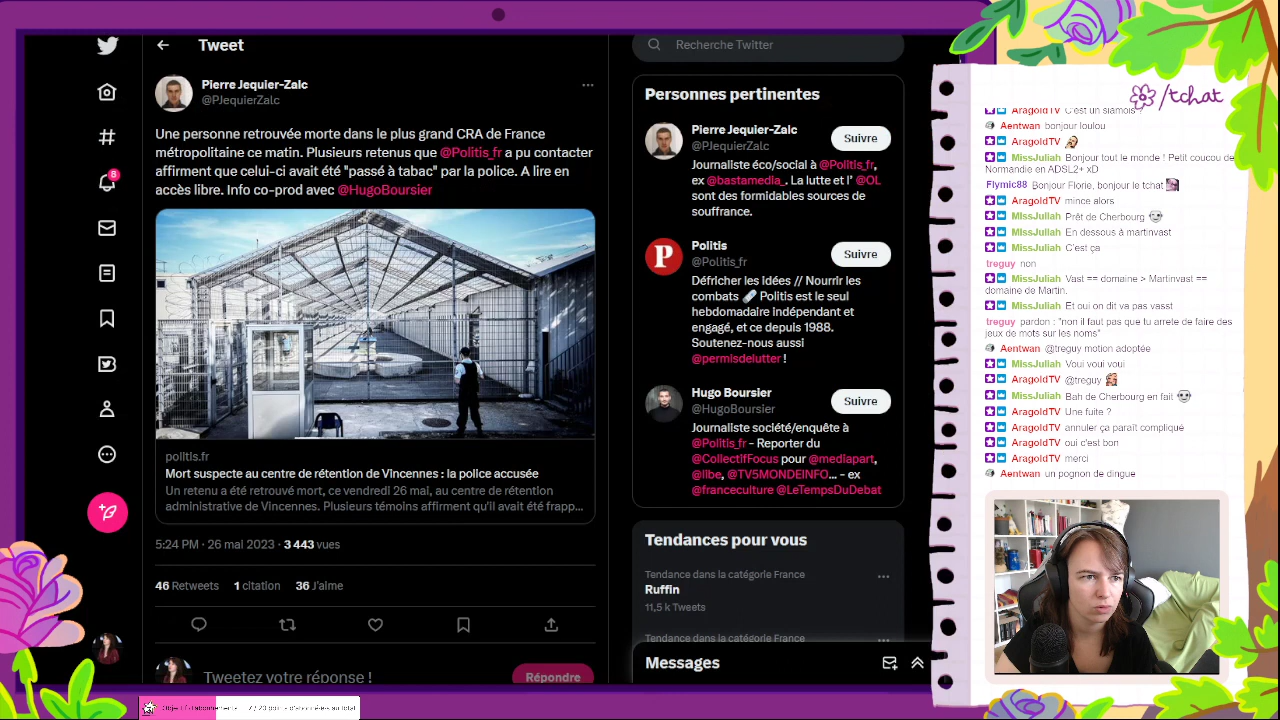 Tweet
Recherche Twitter
Pierre Jequier-Zalc
@PJequierZalc
Une personne retrouvée morte dans le plus grand CRA de France
métropolitaine ce matin. Plusieurs retenus que @Politis_fr a pu contacter
affirment que celui-ci a été "passé à tabac" par la police. A lire en
accès libre. Info co-prod avec @HugoBoursier
politis.fr
Mort suspecte au centre de rétention de Vincennes : la police accusée
Un retenu a été retrouvé mort, ce vendredi 26 mai, au centre de rétention
administrative de Vincennes. Plusieurs témoins affirment qu'il avait été frapp...
5:24 PM · 26 mai 2023 · 3 443 vues
46 Retweets 1 citation 36 J'aime
Tweetez votre réponse !
Répondre
8
Personnes pertinentes
Pierre Jequier-Zalc
@PJequierZalc
Suivre
Journaliste éco/social à @Politis_fr,
ex @bastamedia_. La lutte et l' @OL
sont des formidables sources de
souffrance.
Politis
@Politis_fr
Suivre
Défricher les idées // Nourrir les
combats Politis est le seul
hebdomadaire indépendant et
engagé, et ce depuis 1988.
Soutenez-nous aussi
@permisdelutter !
Hugo Boursier
@HugoBoursier
Suivre
Journaliste société/enquête à
@Politis_fr - Reporter du
@CollectifFocus pour @mediapart,
@libe, @TV5MONDEINFO... - ex
@franceculture @LeTempsDuDebat
Tendances pour vous
Tendance dans la catégorie France
Ruffin
11,5 k Tweets
Tendance dans la catégorie France
Messages
/tchat
AragoldTV C'est un siamois ?
Aentwan bonjour loulou
AragoldTV
MissJuliah Bonjour tout le monde ! Petit coucou de
Normandie en ADSL2+ xD
Flymic88 Bonjour Florie, bonjour le tchat
AragoldTV mince alors
MissJuliah Prêt de Cherbourg
MissJuliah En dessous à martinvast
MissJuliah C'est ça
treguy non
MissJuliah Vast == domaine > Martinvast ==
domaine de Martin.
MissJuliah Et oui on dit va pas vasst
treguy pardon : "non il faut pas que tu arrete de faire des
jeux de mots sur les noms"
Aentwan @treguy motion adoptée
MissJuliah Voui voui voui
AragoldTV @treguy
MissJuliah Bah de Cherbourg en fait
AragoldTV Une fuite ?
AragoldTV annuler ça paraît compliqué
AragoldTV oui c'est bon
AragoldTV merci
Aentwan un pognon de dingue